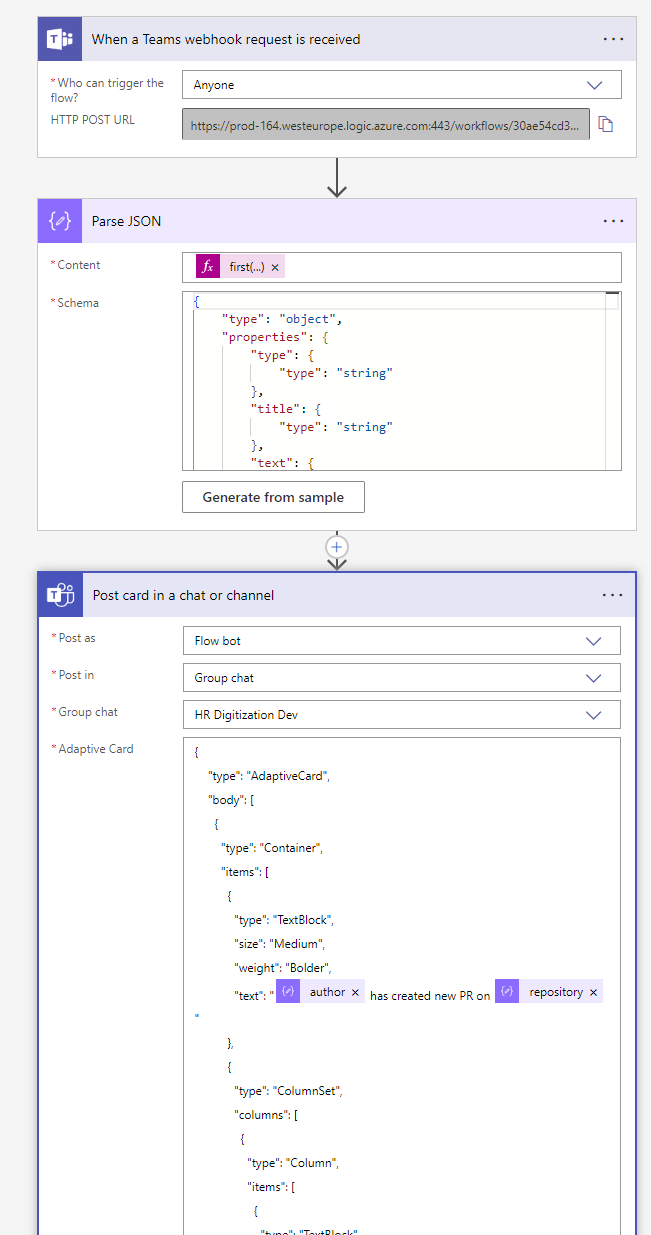 When a Teams webhook request is received
* Who can trigger the
flow?
Anyone
HTTP POST URL
https://prod-164.westeurope.logic.azure.com:443/workflows/30ae54cd3...
Parse JSON
* Content
fx first(...) ×
* Schema
{
"type": "object",
"properties": {
"type": {
"type": "string"
},
"title": {
"type": "string"
},
"text": {
Generate from sample
Post card in a chat or channel
* Post as
Flow bot
* Post in
Group chat
* Group chat
HR Digitization Dev
* Adaptive Card
{
"type": "AdaptiveCard",
"body": [
{
"type": "Container",
"items": [
{
"type": "TextBlock",
"size": "Medium",
"weight": "Bolder",
"text": " author × has created new PR on repository ×
"
},
{
"type": "ColumnSet",
"columns": [
{
"type": "Column",
"items": [
{
"type": "TextBlock"